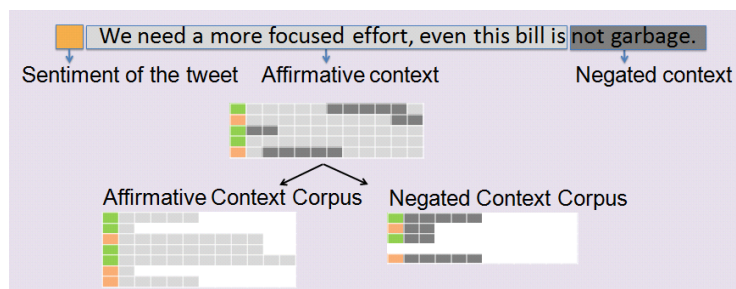 We need a more focused effort, even this bill is not garbage.
Sentiment of the tweet Affirmative context Negated context
Affirmative Context Corpus Negated Context Corpus